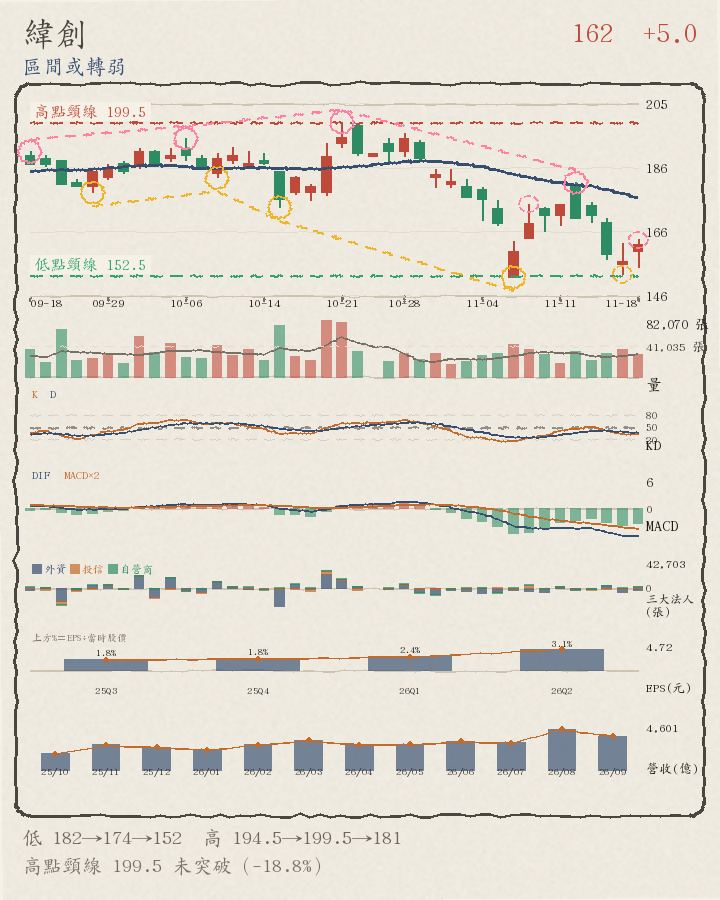 緯創
162 +5.0
區間或轉弱
高點頸線 199.5
低點頸線 152.5
205
186
166
146
09-18 09-29 10-06 10-14 10-21 10-28 11-04 11-11 11-18
82,070 張
41,035 張
量
K D
80
50
20
KD
DIF MACD×2
6
0
MACD
外資 投信 自營商
42,703
0
三大法人
(張)
上方%=EPS÷當時股價
1.8% 1.8% 2.4% 3.1%
4.72
25Q3 25Q4 26Q1 26Q2
EPS(元)
4,601
25/10 25/11 25/12 26/01 26/02 26/03 26/04 26/05 26/06 26/07 26/08 26/09
營收(億)
低 182→174→152 高 194.5→199.5→181
高點頸線 199.5 未突破 (-18.8%)